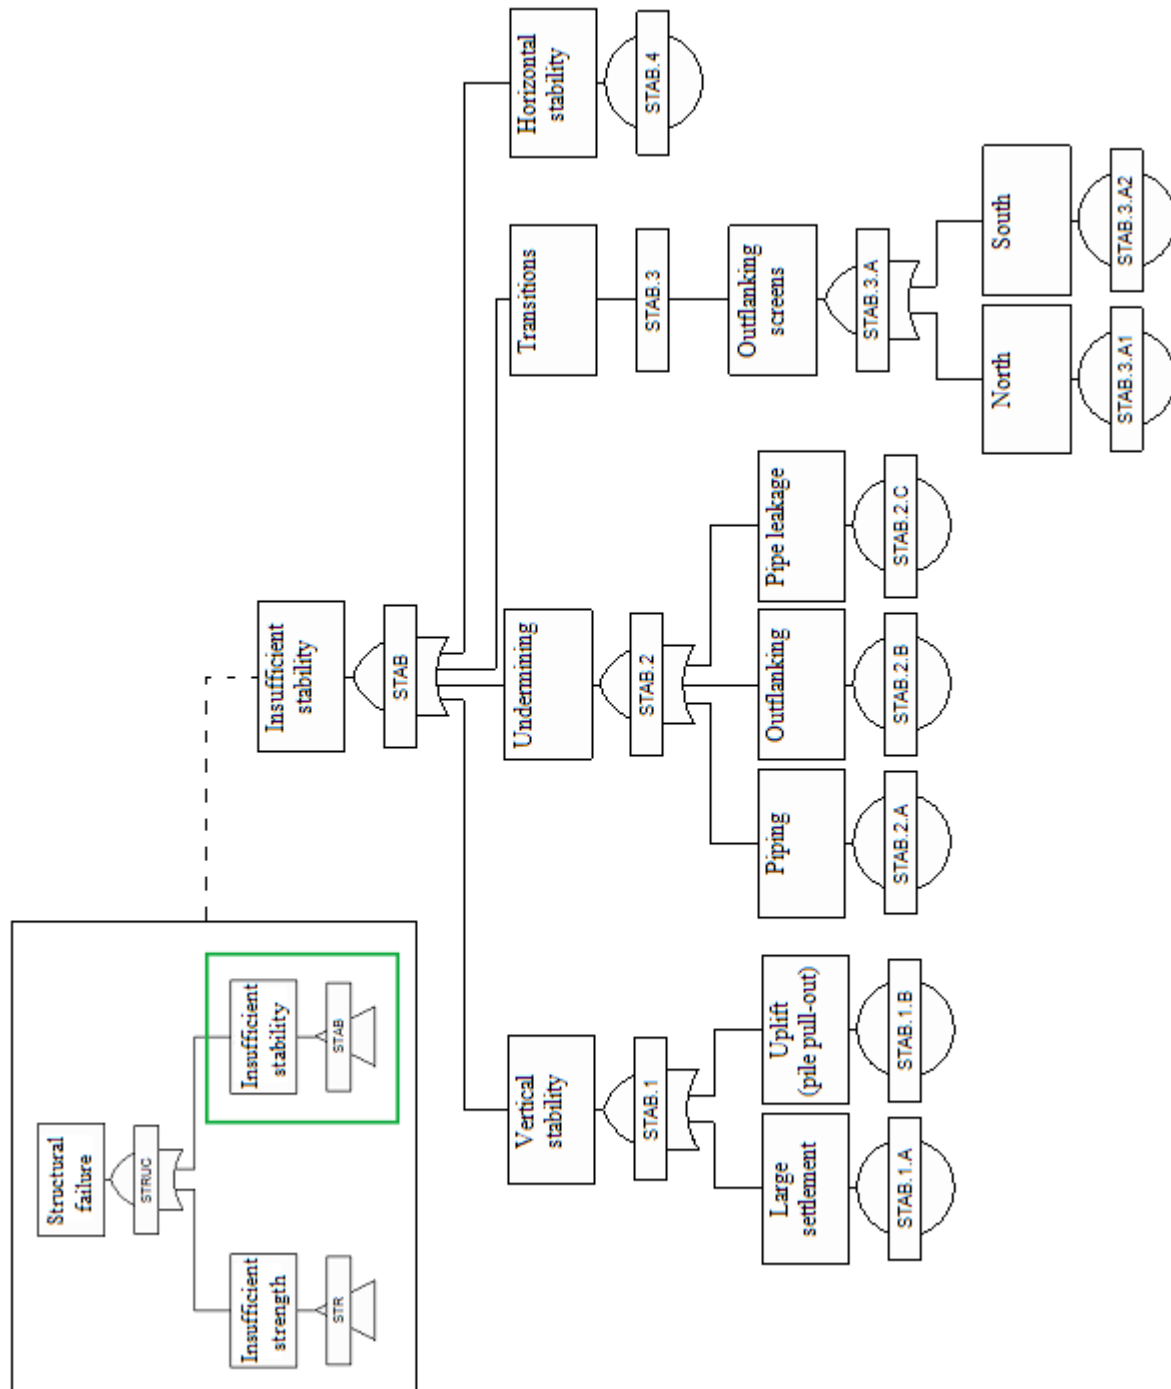 Structural
failure
STRUC
Insufficient
strength
STR
Insufficient
stability
STAB
Insufficient
stability
STAB
Vertical
stability
STAB.1
Large
settlement
STAB.1.A
Uplift
(pile pull-out)
STAB.1.B
Undermining
STAB.2
Piping
STAB.2.A
Outflanking
STAB.2.B
Pipe leakage
STAB.2.C
Transitions
STAB.3
Outflanking
screens
STAB.3.A
North
STAB.3.A1
South
STAB.3.A2
Horizontal
stability
STAB.4